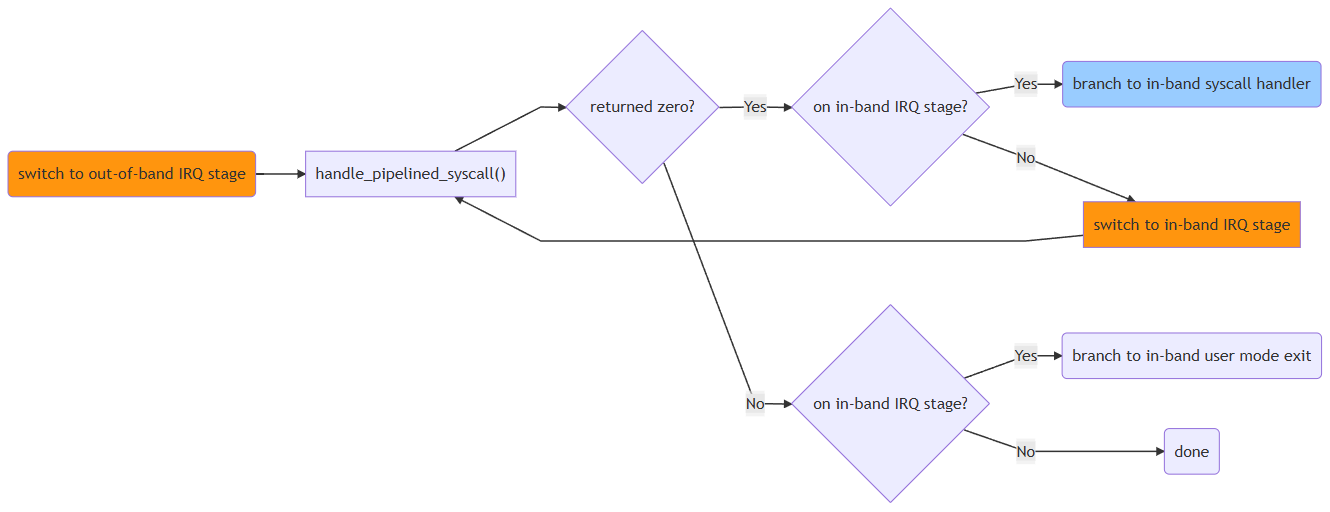 switch to out-of-band IRQ stage
handle_pipelined_syscall()
returned zero?
Yes
on in-band IRQ stage?
Yes
branch to in-band syscall handler
No
switch to in-band IRQ stage
No
on in-band IRQ stage?
Yes
branch to in-band user mode exit
No
done